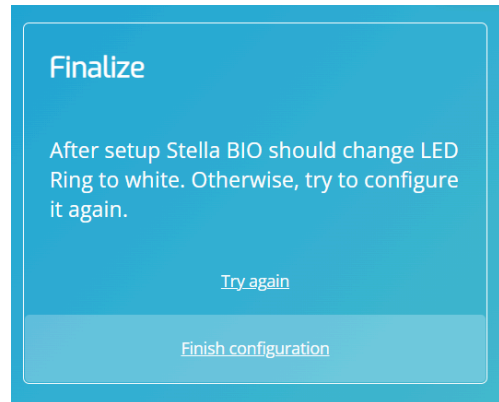 Finalize
After setup Stella BIO should change LED
Ring to white. Otherwise, try to configure
it again.
Try again
Finish configuration